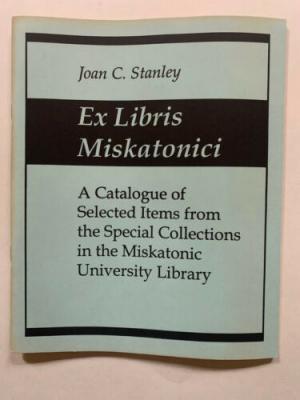 Joan C. Stanley
Ex Libris
Miskatonici
A Catalogue of
Selected Items from
the Special Collections
in the Miskatonic
University Library